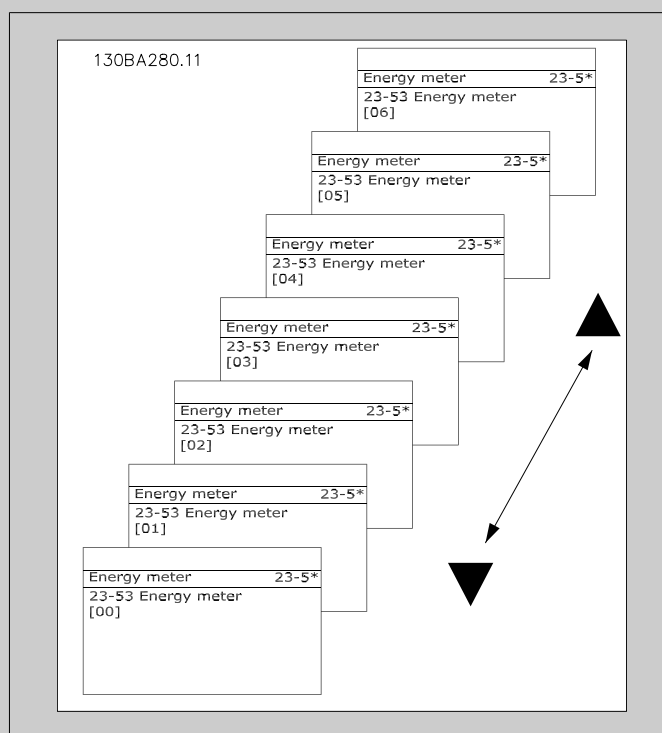 130BA280.11
Energy meter 23-5*
23-53 Energy meter
[06]
Energy meter 23-5*
23-53 Energy meter
[05]
Energy meter 23-5*
23-53 Energy meter
[04]
Energy meter 23-5*
23-53 Energy meter
[03]
Energy meter 23-5*
23-53 Energy meter
[02]
Energy meter 23-5*
23-53 Energy meter
[01]
Energy meter 23-5*
23-53 Energy meter
[00]